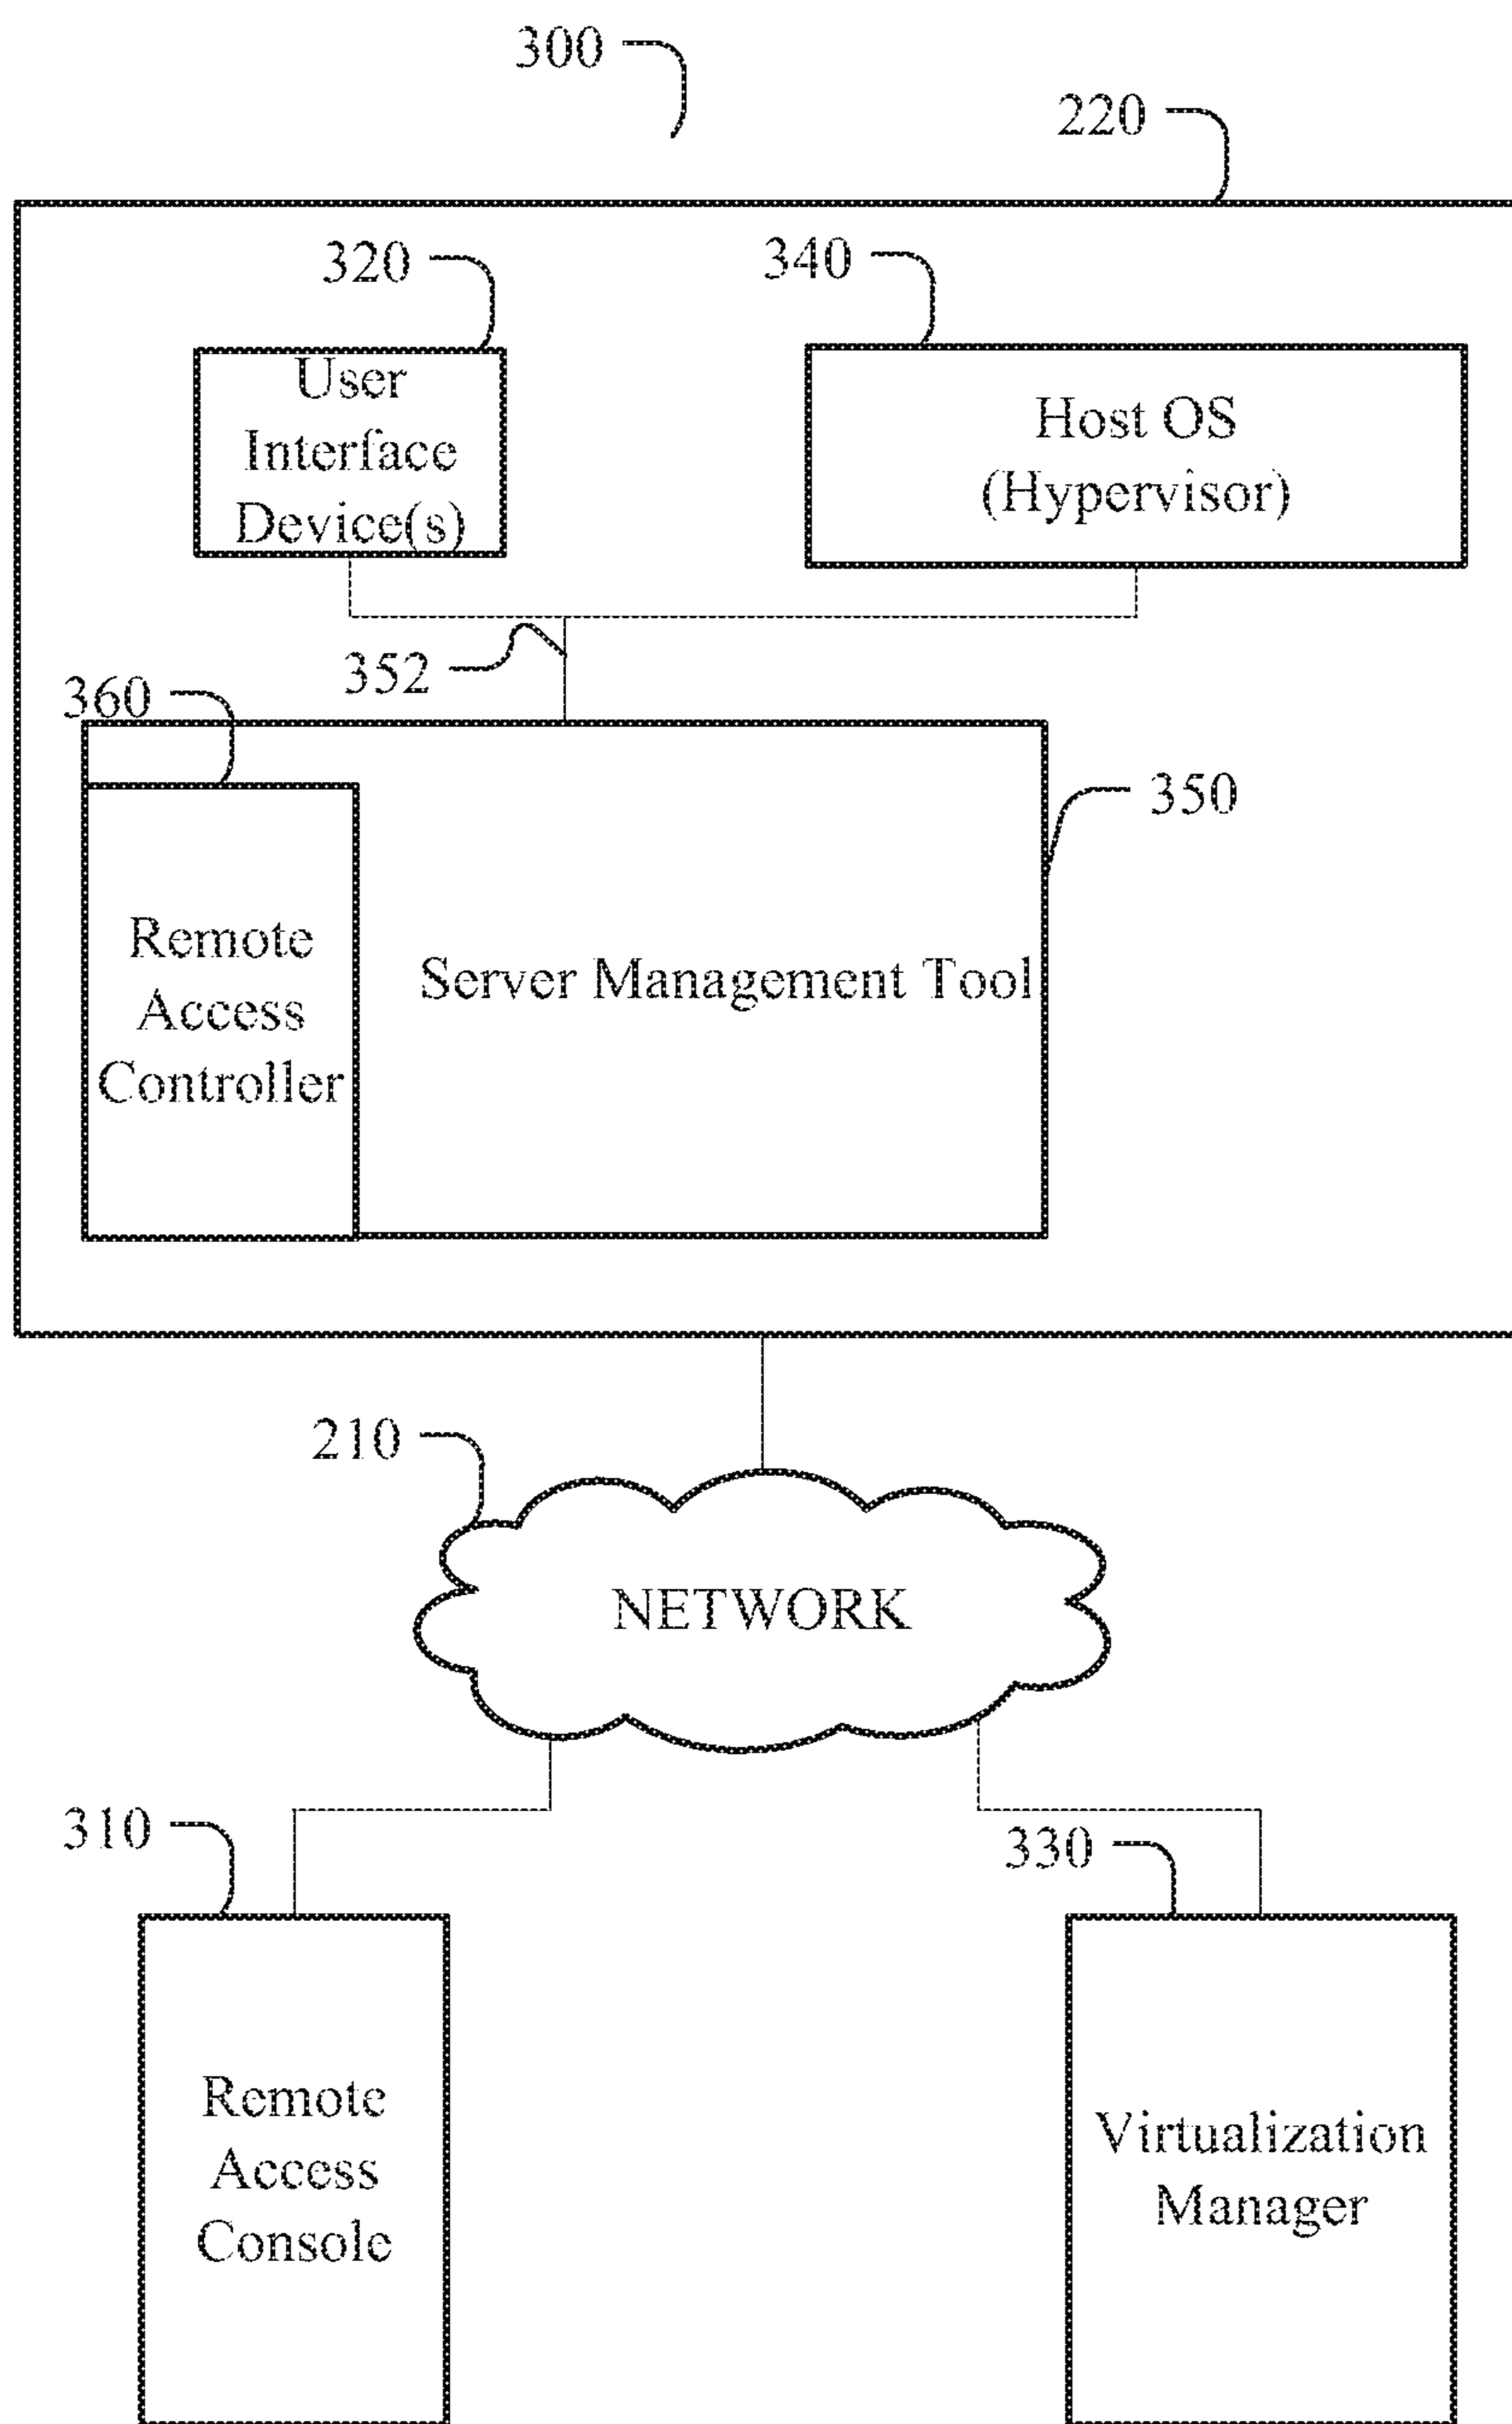 300
220
320
340
User
Interface
Device(s)
Host OS
(Hypervisor)
352
360
350
Remote
Access
Controller
Server Management Tool
210
NETWORK
310
330
Remote
Access
Console
Virtualization
Manager